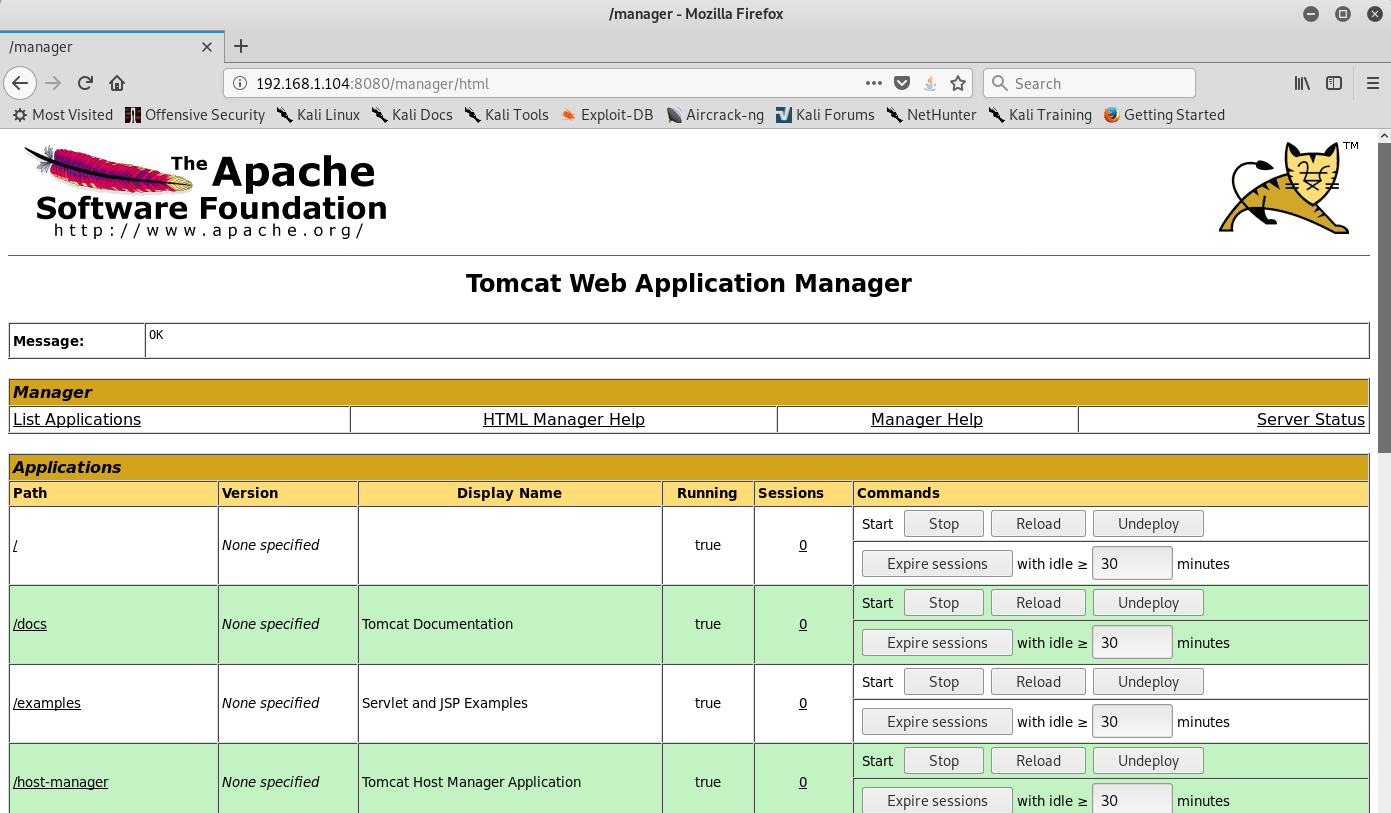 /manager - Mozilla Firefox
/manager
192.168.1.104:8080/manager/html
Search
Most Visited Offensive Security Kali Linux Kali Docs Kali Tools Exploit-DB Aircrack-ng Kali Forums NetHunter Kali Training Getting Started
The Apache
Software Foundation
http://www.apache.org/
TM
Tomcat Web Application Manager
Message: OK
Manager
List Applications HTML Manager Help Manager Help Server Status
Applications
Path Version Display Name Running Sessions Commands
/ None specified true 0 Start Stop Reload Undeploy
Expire sessions with idle ≥ 30 minutes
/docs None specified Tomcat Documentation true 0 Start Stop Reload Undeploy
Expire sessions with idle ≥ 30 minutes
/examples None specified Servlet and JSP Examples true 0 Start Stop Reload Undeploy
Expire sessions with idle ≥ 30 minutes
/host-manager None specified Tomcat Host Manager Application true 0 Start Stop Reload Undeploy
Expire sessions with idle ≥ 30 minutes